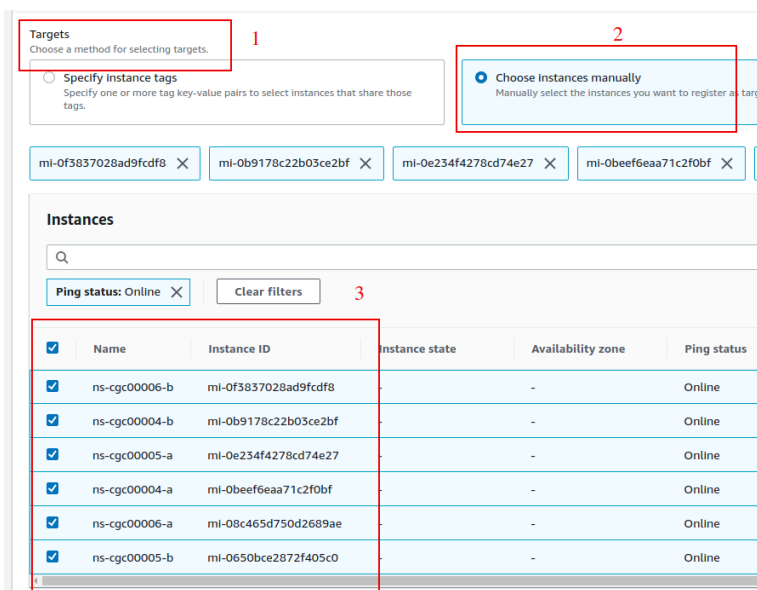 Targets
1
2
Choose a method for selecting targets.
Specify instance tags
Specify one or more tag key-value pairs to select instances that share those
tags.
Choose instances manually
Manually select the instances you want to register as
mi-0f3837028ad9fcdf8 mi-0b9178c22b03ce2bf mi-0e234f4278cd74e27 mi-0beef6eaa71c2f0bf
Instances
Ping status: Online Clear filters 3
Name Instance ID Instance state Availability zone Ping status
ns-cgc00006-b mi-0f3837028ad9fcdf8 - - Online
ns-cgc00004-b mi-0b9178c22b03ce2bf - - Online
ns-cgc00005-a mi-0e234f4278cd74e27 - - Online
ns-cgc00004-a mi-0beef6eaa71c2f0bf - - Online
ns-cgc00006-a mi-08c465d750d2689ae - - Online
ns-cgc00005-b mi-0650bce2872f405c0 - - Online